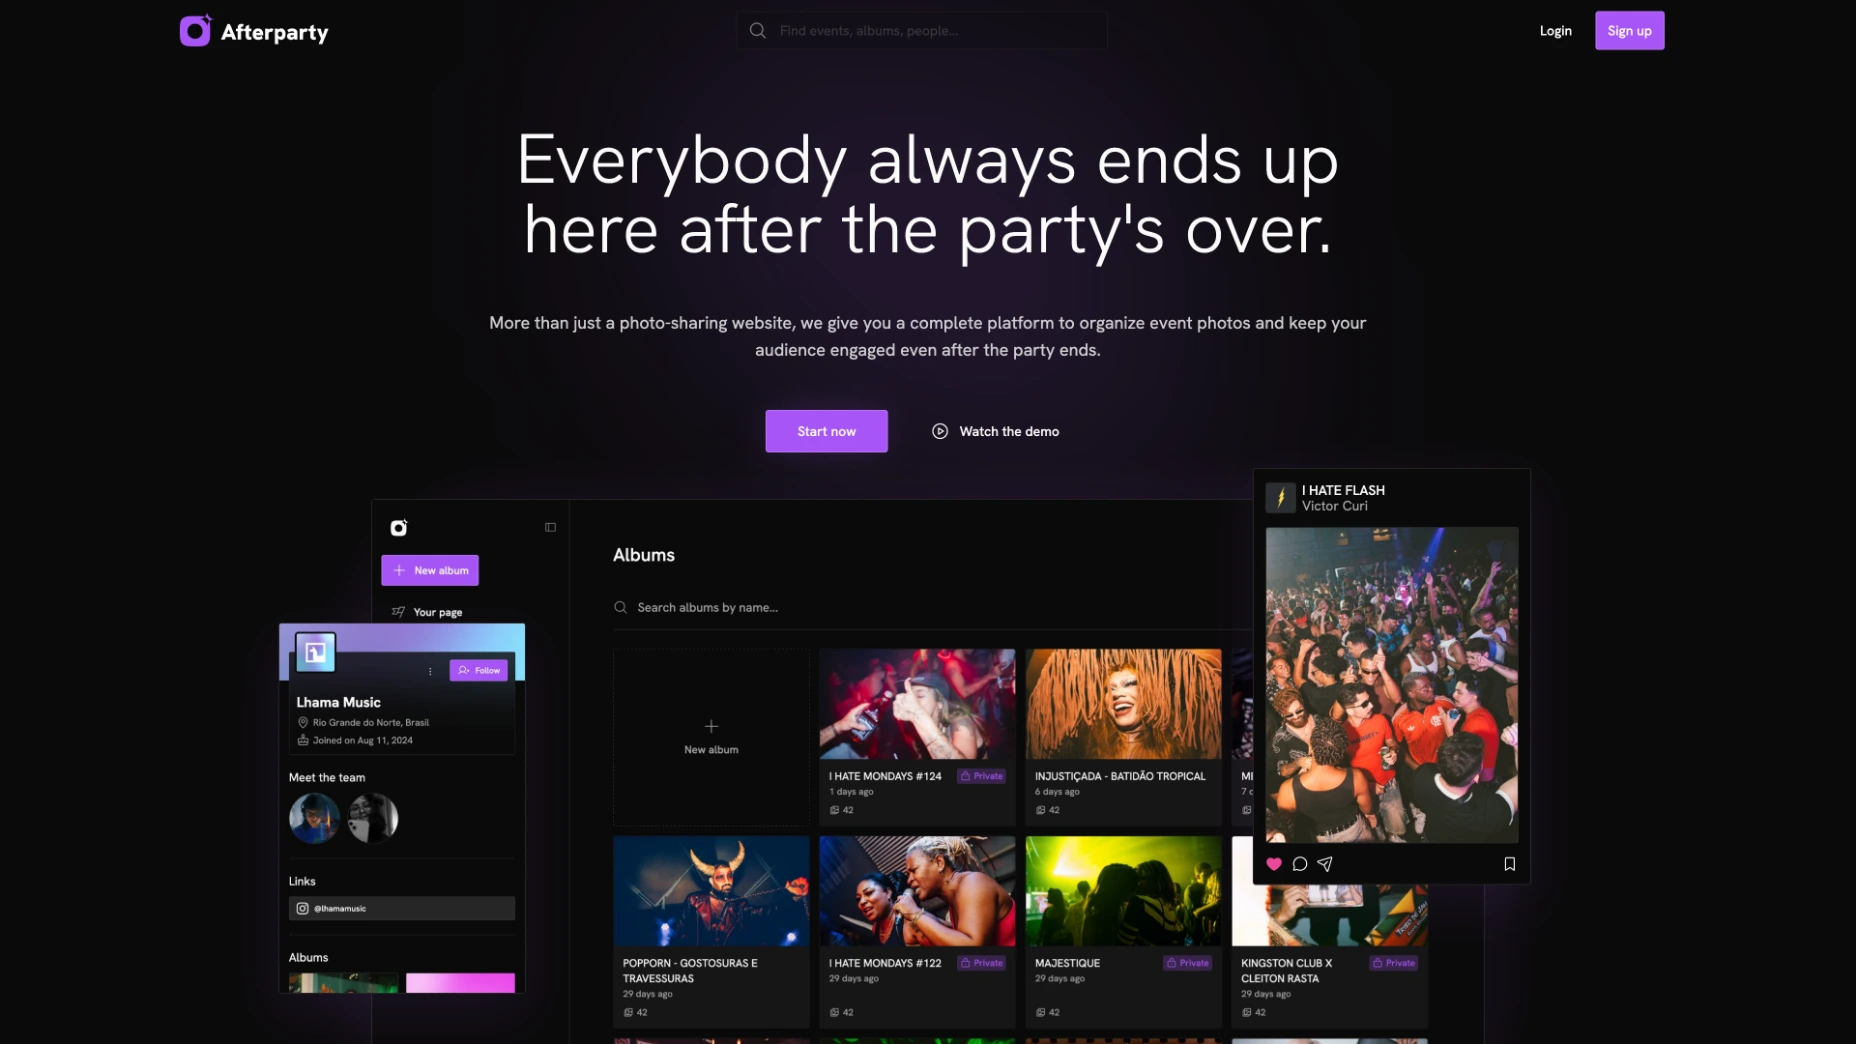 Afterparty
Find events, albums, people...
Login
Sign up
Everybody always ends up
here after the party's over.
More than just a photo-sharing website, we give you a complete platform to organize event photos and keep your
audience engaged even after the party ends.
Start now
Watch the demo
New album
Your page
Follow
Lhama Music
Rio Grande do Norte, Brasil
Joined on Aug 11, 2024
Meet the team
Links
@lhamamusic
Albums
Albums
Search albums by name...
New album
I HATE MONDAYS #124
Private
1 days ago
42
INJUSTIÇADA - BATIDÃO TROPICAL
6 days ago
42
POPPORN - GOSTOSURAS E
TRAVESSURAS
29 days ago
42
I HATE MONDAYS #122
Private
29 days ago
42
MAJESTIQUE
Private
29 days ago
42
KINGSTON CLUB X
CLEITON RASTA
Private
29 days ago
42
I HATE FLASH
Victor Curi